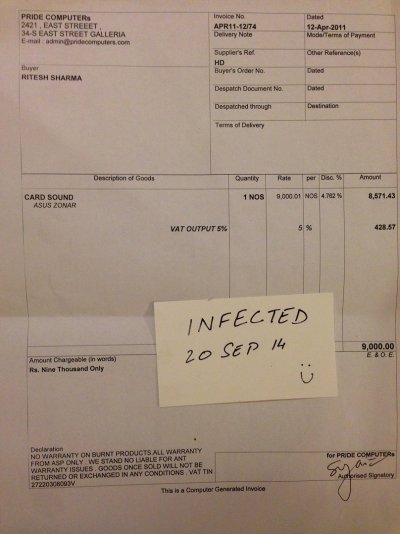 PRIDE COMPUTERs
2421 , EAST STREEET ,
34-S EAST STREET GALLERIA
E-mail : admin@pridecomputers.com
Invoice No.
APR11-12/74
Dated
12-Apr-2011
Delivery Note
Mode/Terms of Payment
Supplier's Ref.
HD
Other Reference(s)
Buyer
RITESH SHARMA
Buyer's Order No.
Dated
Despatch Document No.
Dated
Despatched through
Destination
Terms of Delivery
Description of Goods Quantity Rate per Disc. % Amount
CARD SOUND 1 NOS 9,000.01 NOS 4.762 % 8,571.43
ASUS ZONAR
VAT OUTPUT 5% 5 % 428.57
INFECTED
20 SEP 14
:)
9,000.00
Amount Chargeable (in words) E. & O.E.
Rs. Nine Thousand Only
Declaration
NO WARRANTY ON BURNT PRODUCTS ALL WARRANTY
FROM ASP ONLY . WE STAND NO LIABLE FOR ANT
WARRANTY ISSUES . GOODS ONCE SOLD WILL NOT BE
RETURED OR EXCHANGED IN ANY CONDITIONS . VAT TIN
27220308093V
for PRIDE COMPUTERs
Authorised Signatory
This is a Computer Generated Invoice